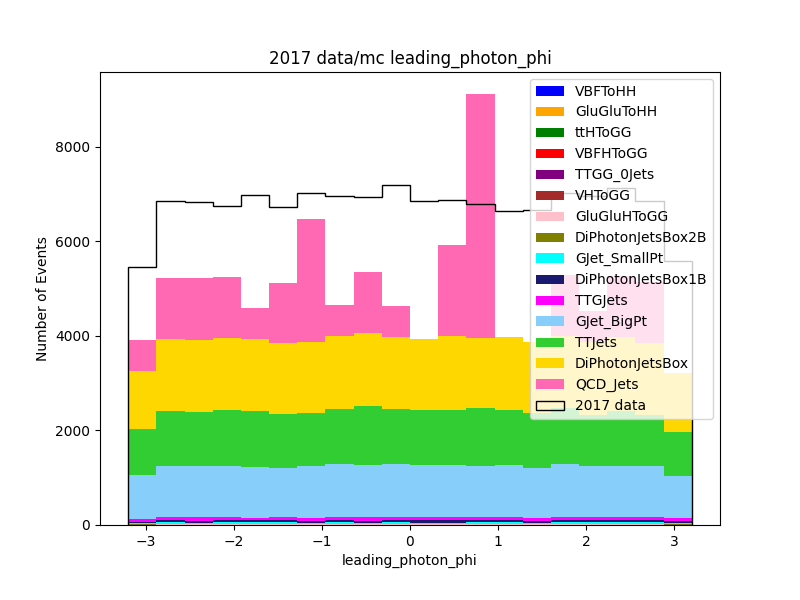 2017 data/mc leading_photon_phi
Number of Events
8000
6000
4000
2000
0
−3
−2
−1
0
1
2
3
leading_photon_phi
VBFToHH
GluGluToHH
ttHToGG
VBFHToGG
TTGG_0Jets
VHToGG
GluGluHToGG
DiPhotonJetsBox2B
GJet_SmallPt
DiPhotonJetsBox1B
TTGJets
GJet_BigPt
TTJets
DiPhotonJetsBox
QCD_Jets
2017 data